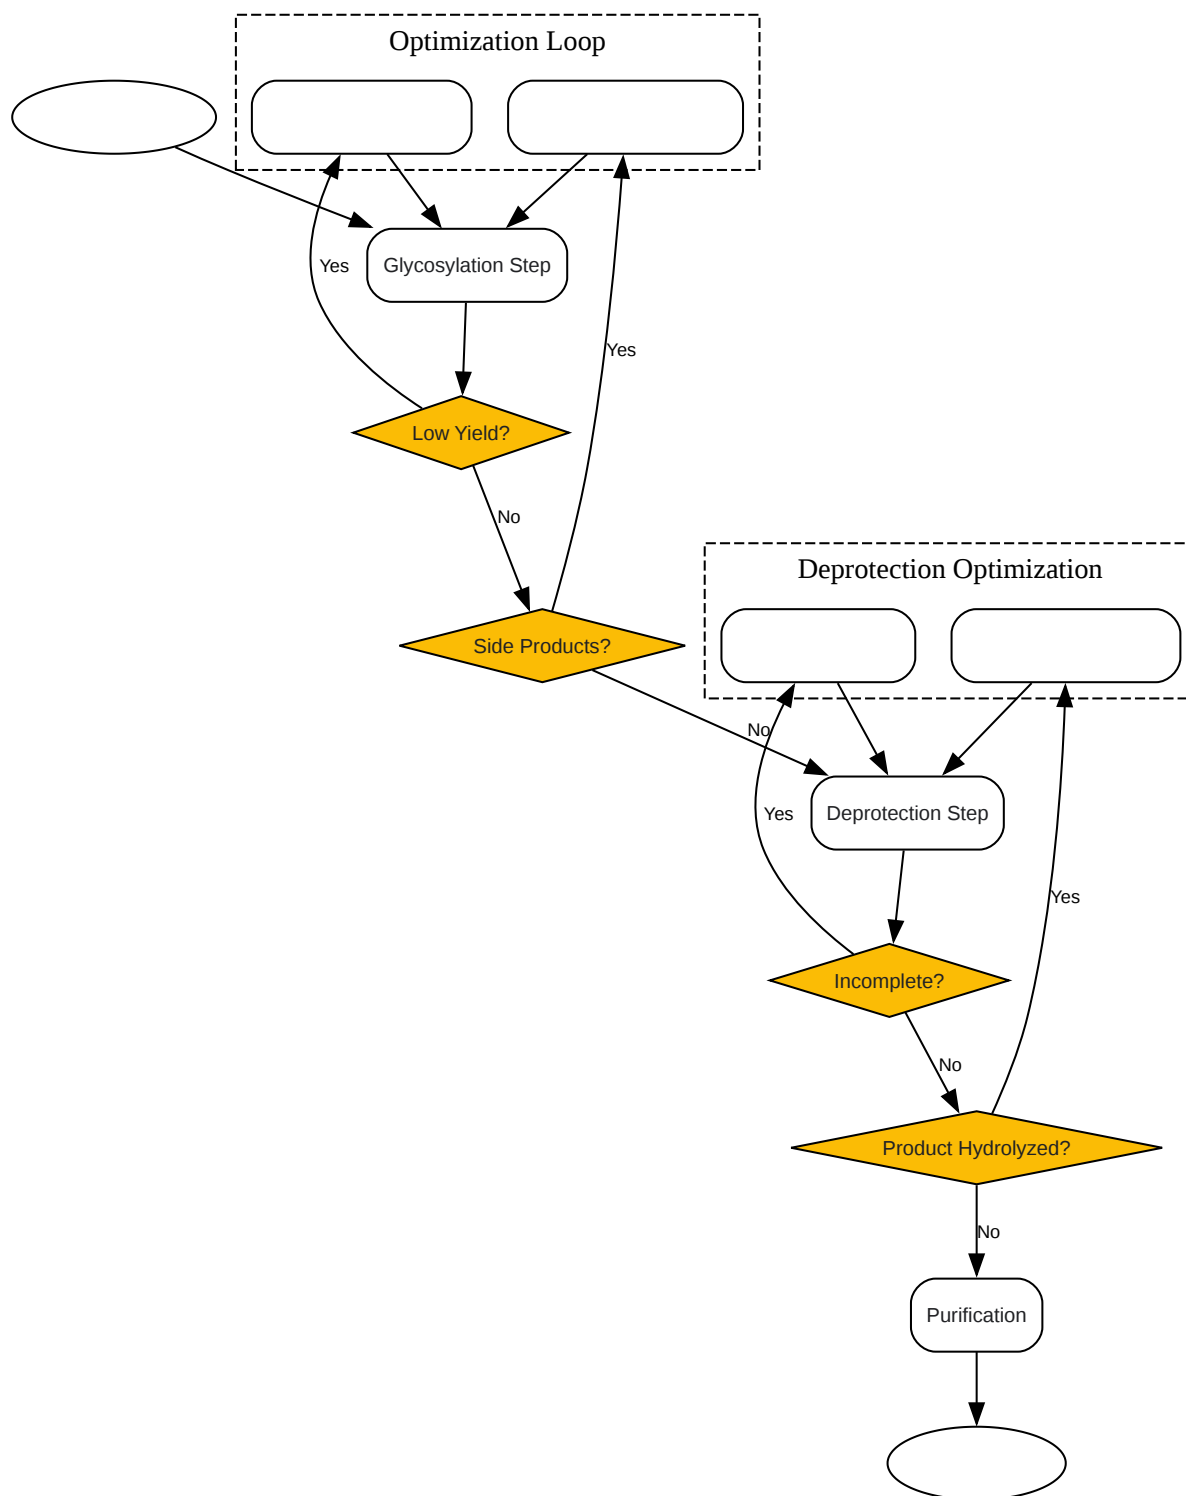 Optimization Loop
Glycosylation Step
Yes
Yes
Low Yield?
No
Deprotection Optimization
Side Products?
No
Deprotection Step
Yes
Yes
Incomplete?
No
Product Hydrolyzed?
No
Purification